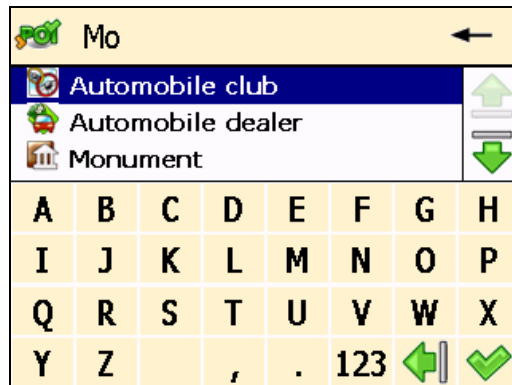 POI Mo
Automobile club
Automobile dealer
Monument
A B C D E F G H
I J K L M N O P
Q R S T U V W X
Y Z , . 123